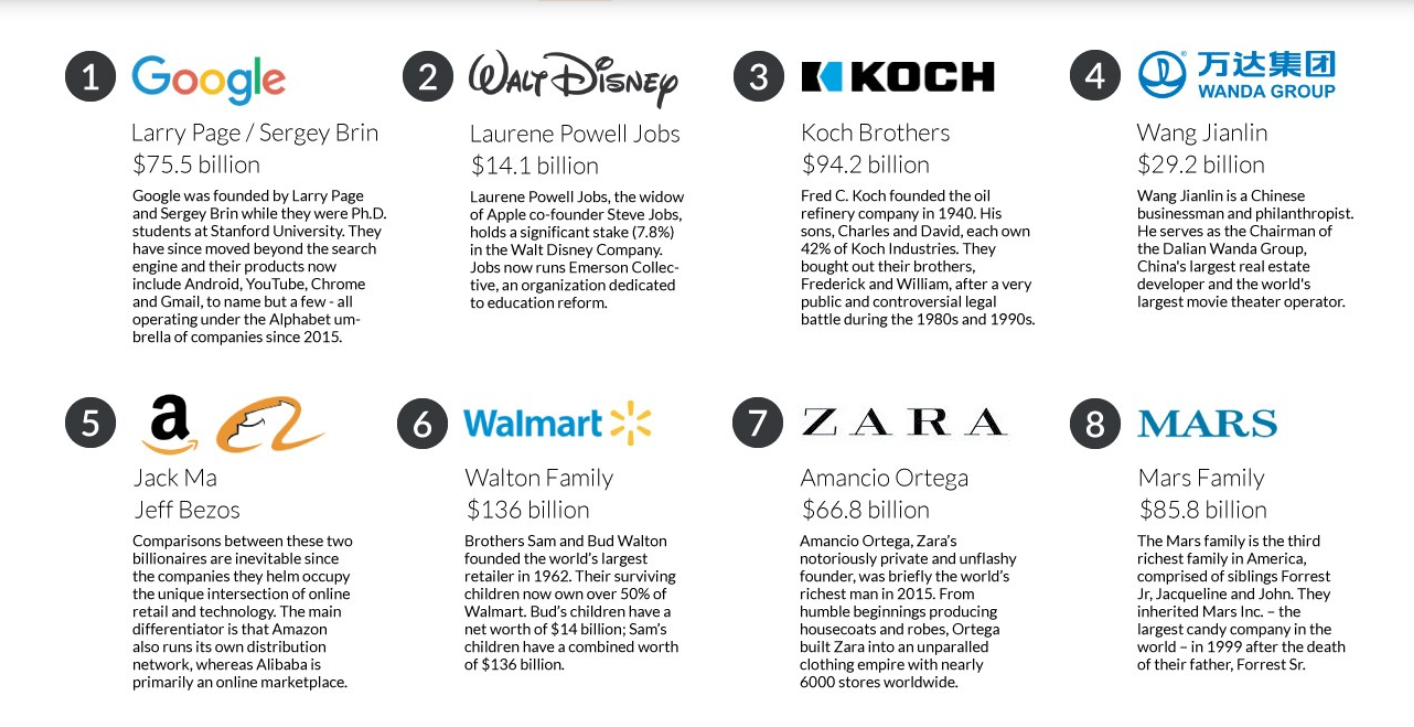 1
Google
Larry Page / Sergey Brin
$75.5 billion
Google was founded by Larry Page
and Sergey Brin while they were Ph.D.
students at Stanford University. They
have since moved beyond the search
engine and their products now
include Android, YouTube, Chrome
and Gmail, to name but a few - all
operating under the Alphabet um-
brella of companies since 2015.
2
WALT DISNEY
Laurene Powell Jobs
$14.1 billion
Laurene Powell Jobs, the widow
of Apple co-founder Steve Jobs,
holds a significant stake (7.8%)
in the Walt Disney Company.
Jobs now runs Emerson Collec-
tive, an organization dedicated
to education reform.
3
KOCH
Koch Brothers
$94.2 billion
Fred C. Koch founded the oil
refinery company in 1940. His
sons, Charles and David, each own
42% of Koch Industries. They
bought out their brothers,
Frederick and William, after a very
public and controversial legal
battle during the 1980s and 1990s.
4
®
万达集团
WANDA GROUP
Wang Jianlin
$29.2 billion
Wang Jianlin is a Chinese
businessman and philanthropist.
He serves as the Chairman of
the Dalian Wanda Group,
China's largest real estate
developer and the world's
largest movie theater operator.
5
a
Jack Ma
Jeff Bezos
Comparisons between these two
billionaires are inevitable since
the companies they helm occupy
the unique intersection of online
retail and technology. The main
differentiator is that Amazon
also runs its own distribution
network, whereas Alibaba is
primarily an online marketplace.
6
Walmart
Walton Family
$136 billion
Brothers Sam and Bud Walton
founded the world’s largest
retailer in 1962. Their surviving
children now own over 50% of
Walmart. Bud’s children have a
net worth of $14 billion; Sam’s
children have a combined worth
of $136 billion.
7
ZARA
Amancio Ortega
$66.8 billion
Amancio Ortega, Zara’s
notoriously private and unflashy
founder, was briefly the world’s
richest man in 2015. From
humble beginnings producing
housecoats and robes, Ortega
built Zara into an unparalled
clothing empire with nearly
6000 stores worldwide.
8
MARS
Mars Family
$85.8 billion
The Mars family is the third
richest family in America,
comprised of siblings Forrest
Jr, Jacqueline and John. They
inherited Mars Inc. – the
largest candy company in the
world – in 1999 after the death
of their father, Forrest Sr.